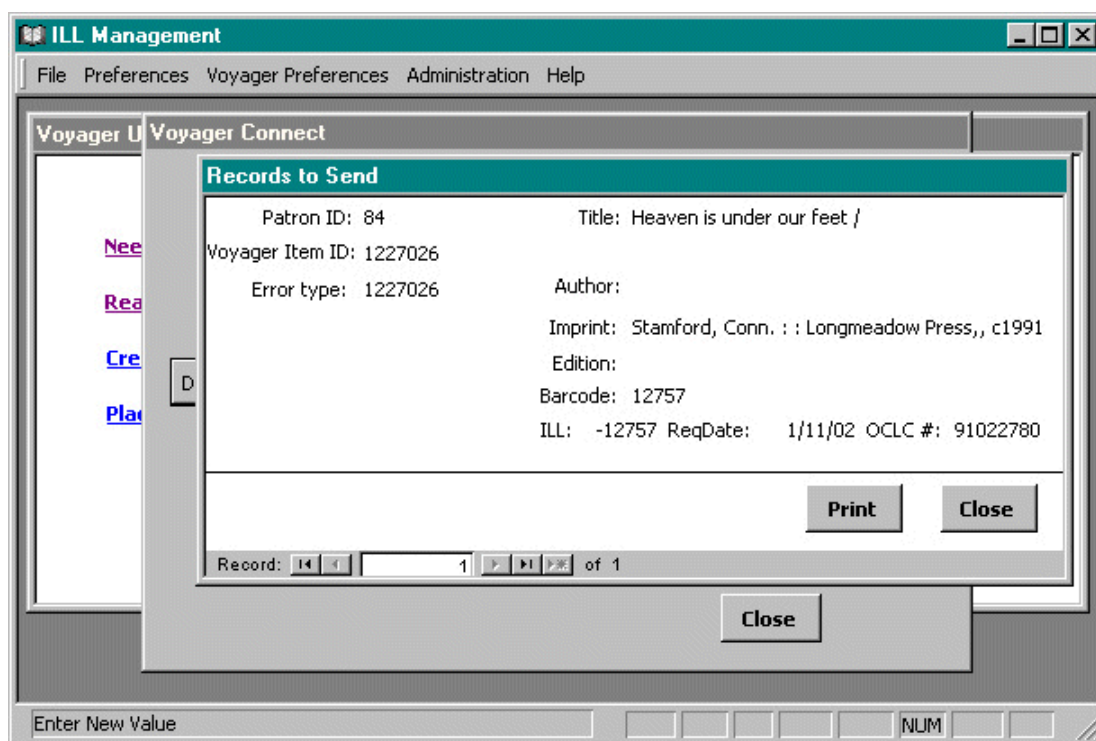 ILL Management
File Preferences Voyager Preferences Administration Help
Voyager U
Voyager Connect
Records to Send
Patron ID: 84 Title: Heaven is under our feet /
Nee
Voyager Item ID: 1227026
Error type: 1227026 Author:
Rea
Imprint: Stamford, Conn. : : Longmeadow Press,, c1991
Cre
Edition:
D
Barcode: 12757
Plac
ILL: -12757 ReqDate: 1/11/02 OCLC #: 91022780
Print Close
Record: 1 of 1
Close
Enter New Value NUM